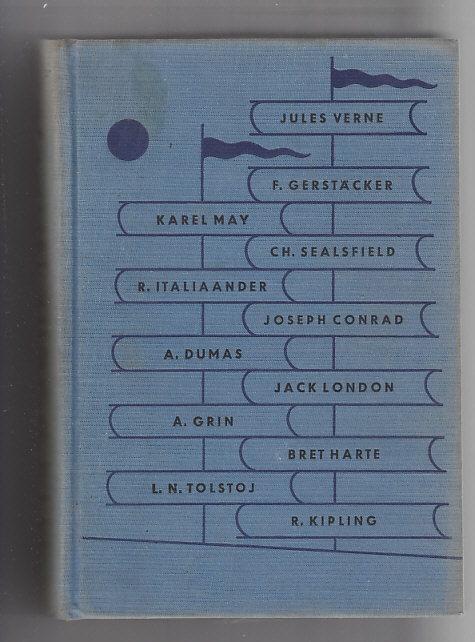 JULES VERNE
F. GERSTÄCKER
KAREL MAY
CH. SEALSFIELD
R. ITALIAANDER
JOSEPH CONRAD
A. DUMAS
JACK LONDON
A. GRIN
BRET HARTE
L. N. TOLSTOJ
R. KIPLING